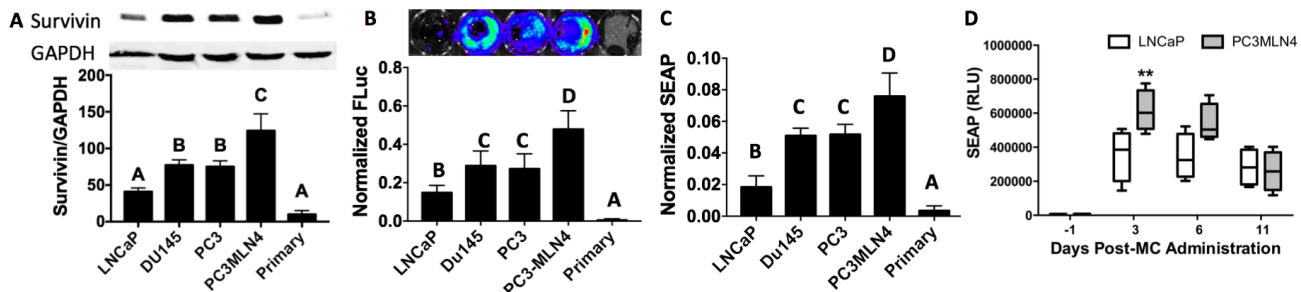 A
Survivin
GAPDH
Survivin/GAPDH
200
150
100
50
0
A
B
B
C
A
LNCaP
DU145
PC3
PC3MLN4
Primary
B
Normalized FLuc
0.8
0.6
0.4
0.2
0.0
B
C
C
D
A
LNCaP
Du145
PC3
PC3-MLN4
Primary
C
Normalized SEAP
0.10
0.08
0.06
0.04
0.02
0.00
B
C
C
D
A
LNCaP
Du145
PC3
PC3MLN4
Primary
D
LNCaP
PC3MLN4
SEAP (RLU)
1000000
800000
600000
400000
200000
0
**
-1
3
6
11
Days Post-MC Administration